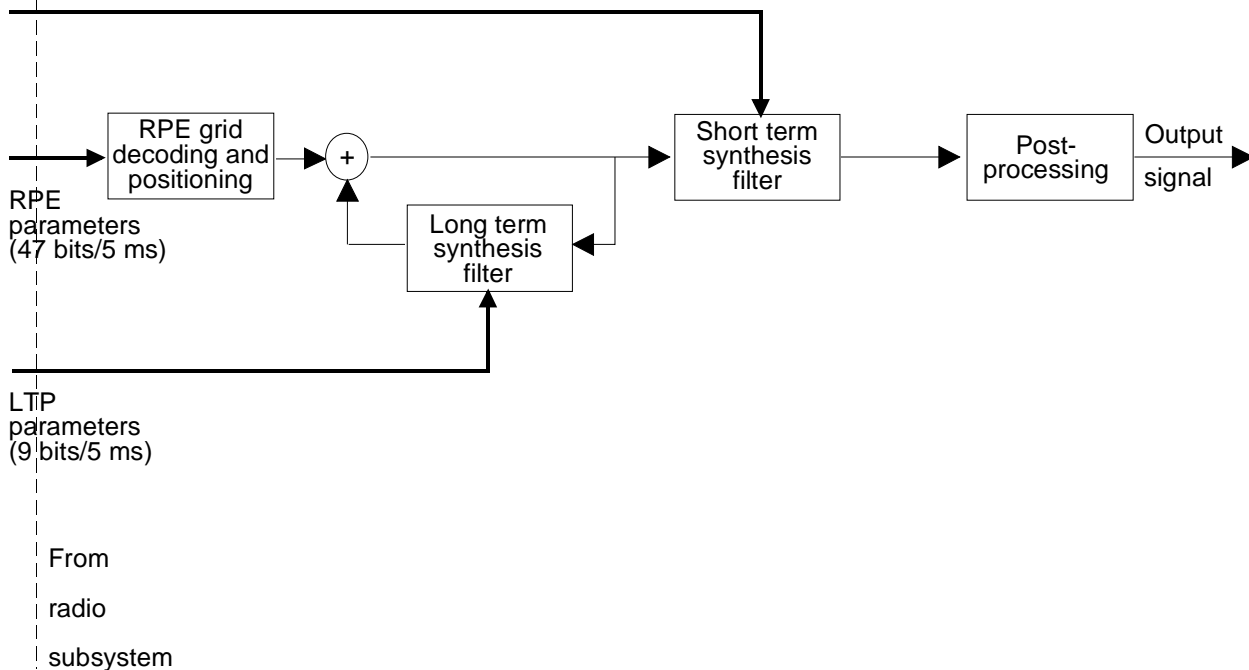 RPE grid
decoding and
positioning
+
Short term
synthesis
filter
Post-
processing
Output
signal
RPE
parameters
(47 bits/5 ms)
Long term
synthesis
filter
LTP
parameters
(9 bits/5 ms)
From
radio
subsystem